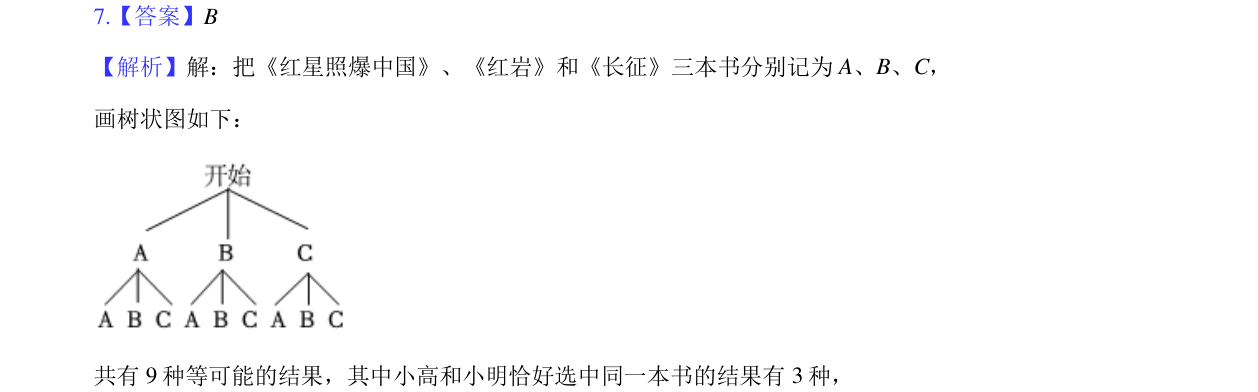 7.【答案】B
【解析】解：把《红星照爆中国》、《红岩》和《长征》三本书分别记为 A、B、C，
画树状图如下：
开始
A B C
A B C A B C A B C
共有 9 种等可能的结果，其中小高和小明恰好选中同一本书的结果有 3 种，